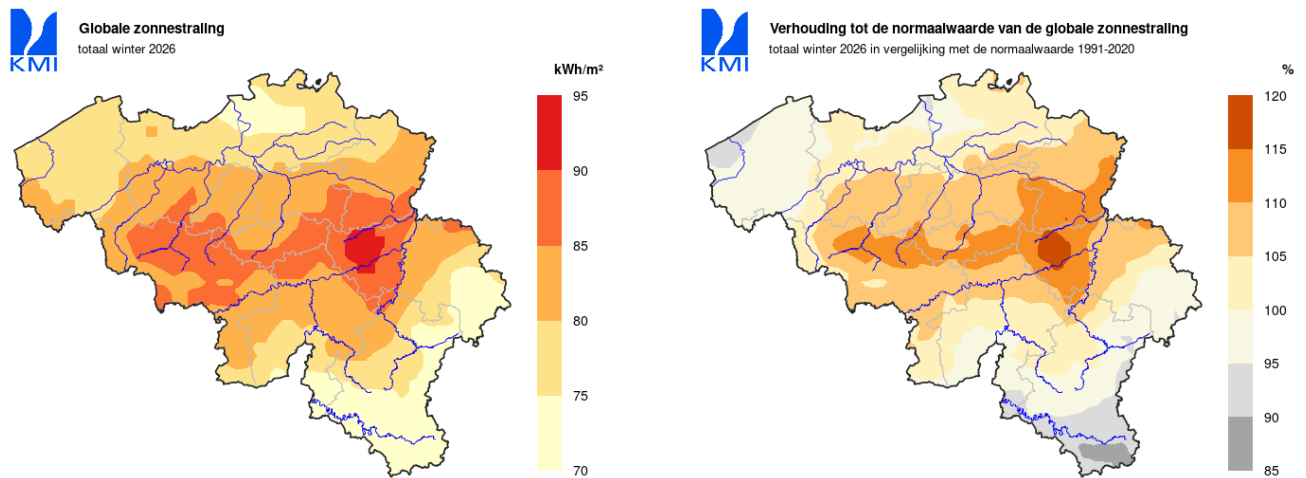 KMI
Globale zonnestraling
totaal winter 2026
kWh/m²
95
90
85
80
75
70
KMI
Verhouding tot de normaalwaarde van de globale zonnestraling
totaal winter 2026 in vergelijking met de normaalwaarde 1991-2020
%
120
115
110
105
100
95
90
85